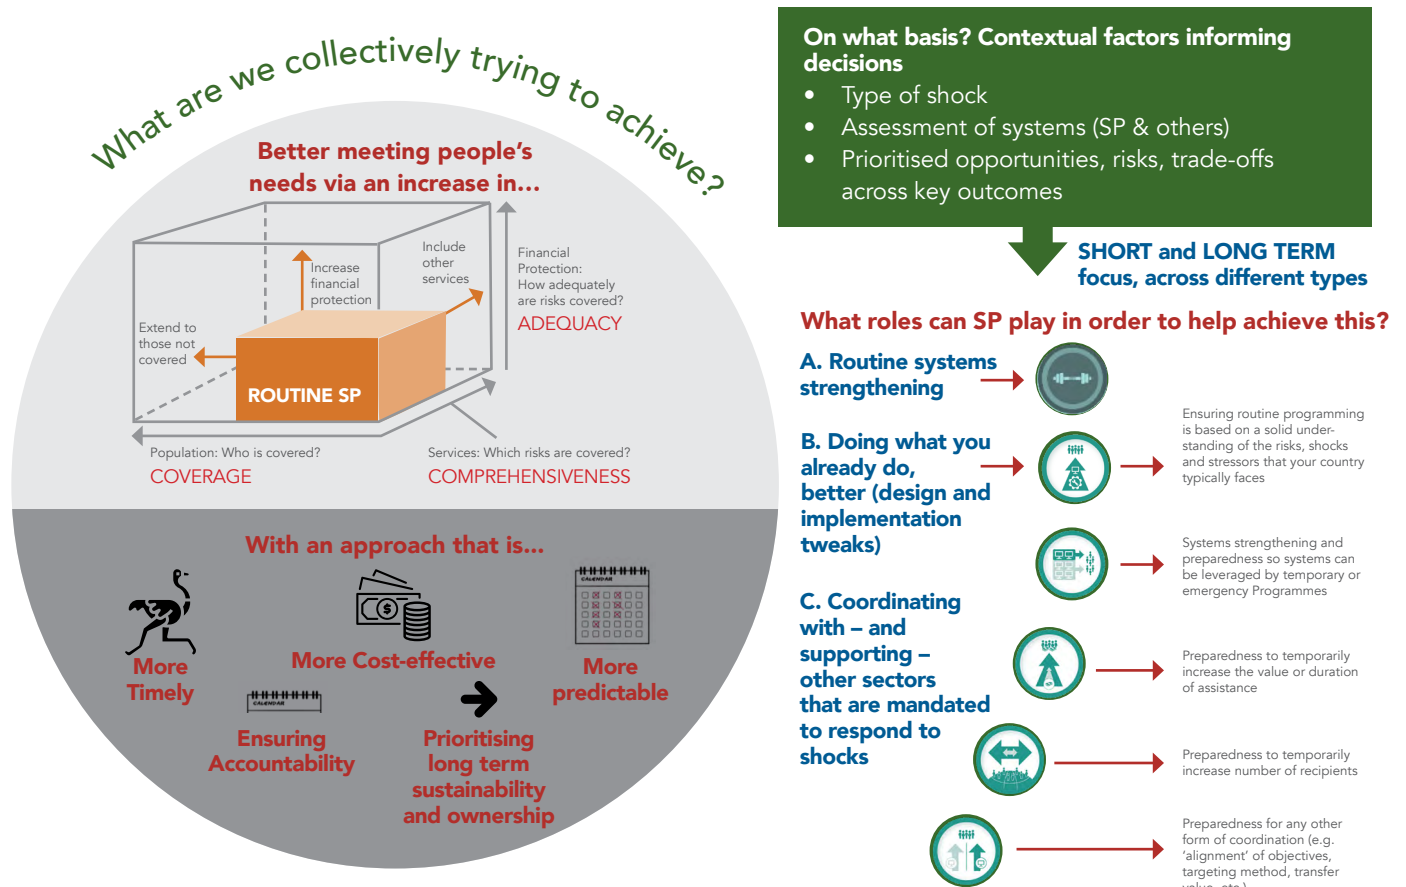 What are we collectively trying to achieve?
Better meeting people's
needs via an increase in...
Increase
financial
protection
Include
other
services
Extend to
those not
covered
ROUTINE SP
Financial
Protection:
How adequately
are risks covered?
ADEQUACY
Population: Who is covered?
COVERAGE
Services: Which risks are covered?
COMPREHENSIVENESS
With an approach that is...
More
Timely
More Cost-effective
CALENDAR
More
predictable
CALENDAR
Ensuring
Accountability
Prioritising
long term
sustainability
and ownership
On what basis? Contextual factors informing
decisions
• Type of shock
• Assessment of systems (SP & others)
• Prioritised opportunities, risks, trade-offs
across key outcomes
SHORT and LONG TERM
focus, across different types
What roles can SP play in order to help achieve this?
A. Routine systems
strengthening
B. Doing what you
already do,
better (design and
implementation
tweaks)
C. Coordinating
with – and
supporting –
other sectors
that are mandated
to respond to
shocks
Ensuring routine programming
is based on a solid under-
standing of the risks, shocks
and stressors that your country
typically faces
Systems strengthening and
preparedness so systems can
be leveraged by temporary or
emergency Programmes
Preparedness to temporarily
increase the value or duration
of assistance
Preparedness to temporarily
increase number of recipients
Preparedness for any other
form of coordination (e.g.
'alignment' of objectives,
targeting method, transfer
value, etc.)